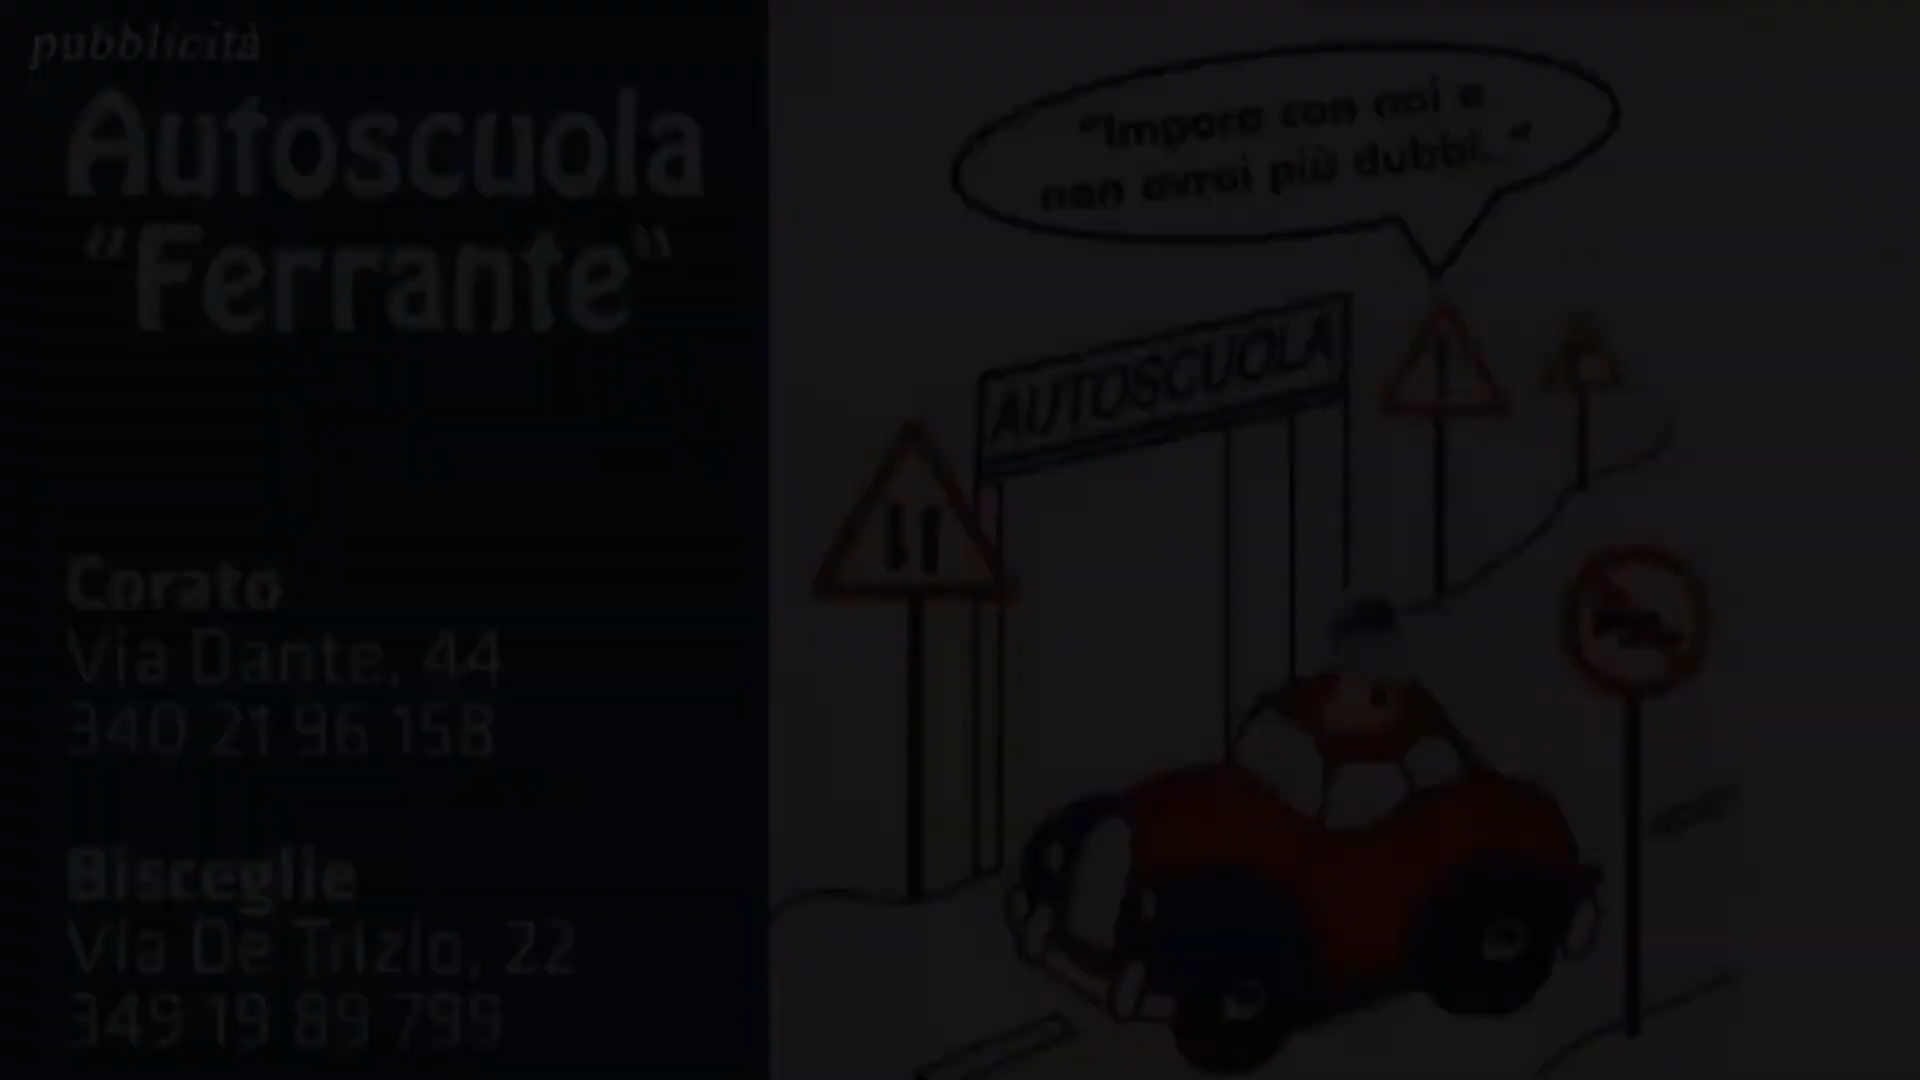 pubblicità
Autoscuola
"Ferrante"
Corato
Via Dante, 44
340 21 96 158
Bisceglie
Via De Trizio, 22
349 19 89 799
"Impara con noi e
non avrai più dubbi..."
AUTOSCUOLA